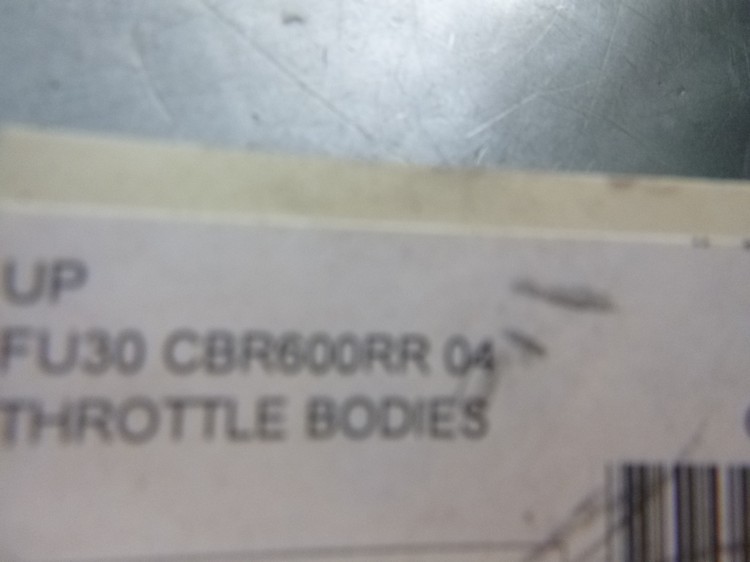 UP
FU30 CBR600RR 04
THROTTLE BODIES